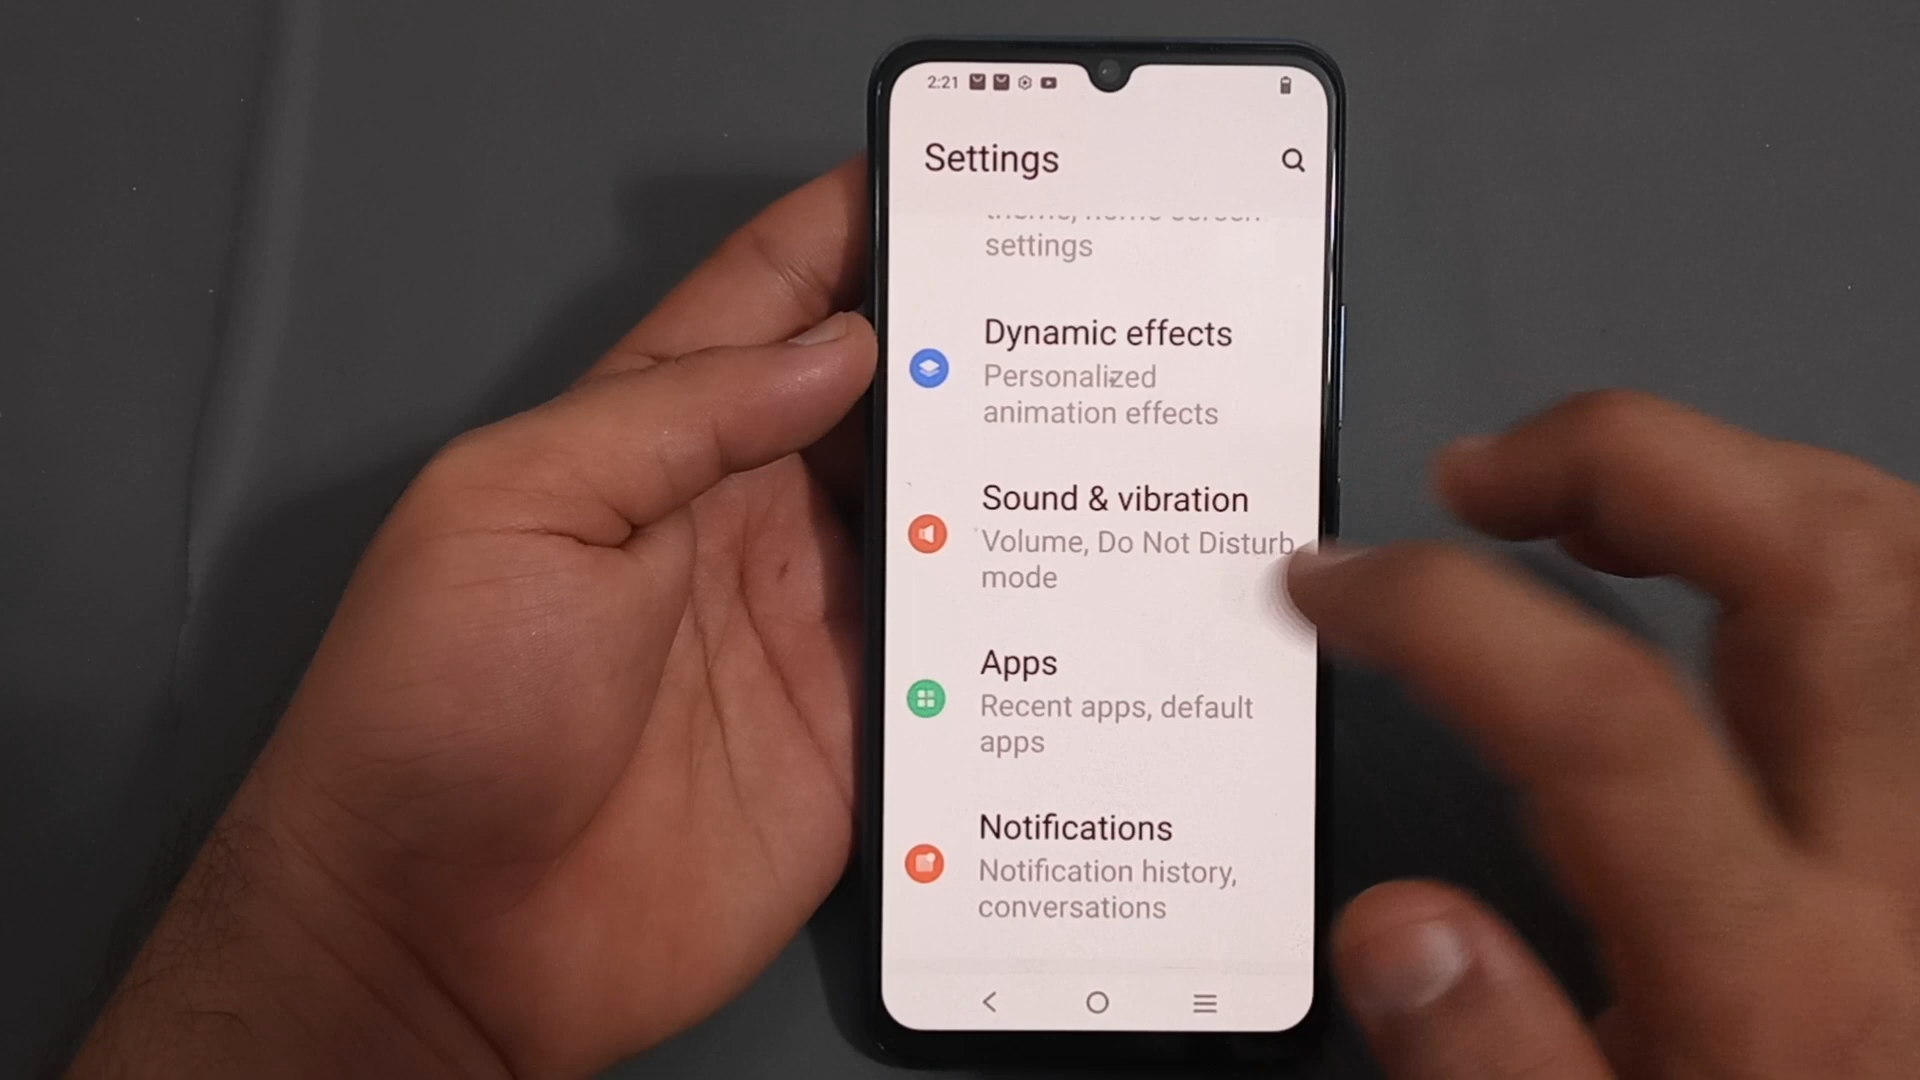 2:21
Settings
settings
Dynamic effects
Personalized
animation effects
Sound & vibration
Volume, Do Not Disturb
mode
Apps
Recent apps, default
apps
Notifications
Notification history,
conversations